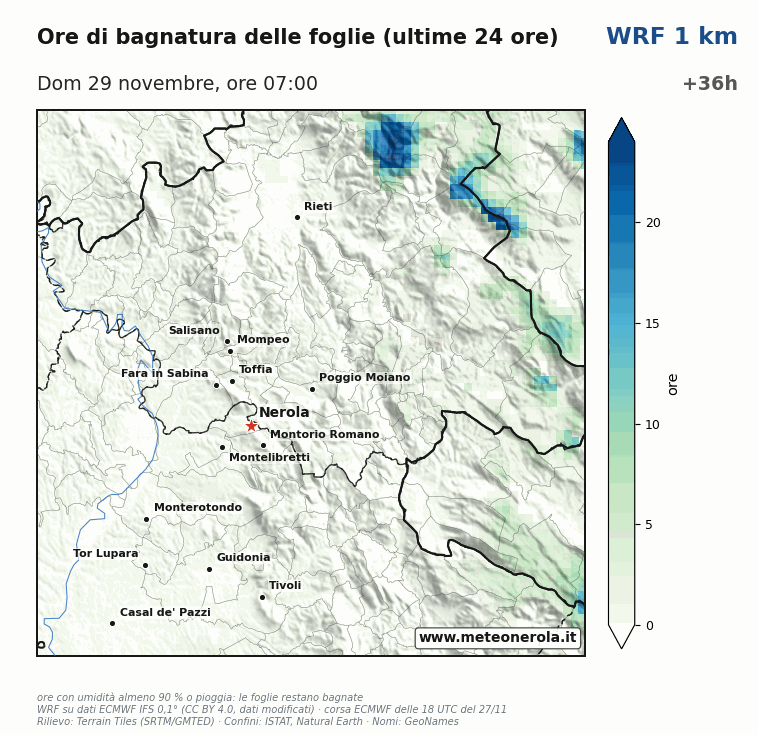 Ore di bagnatura delle foglie (ultime 24 ore)
WRF 1 km
Dom 29 novembre, ore 07:00
+36h
Rieti
20
Salisano
Mompeo
15
Toffia
Fara in Sabina
Poggio Moiano
ore
Nerola
10
Montorio Romano
Montelibretti
Monterotondo
5
Tor Lupara
Guidonia
Tivoli
Casal de' Pazzi
0
www.meteonerola.it
ore con umidità almeno 90 % o pioggia: le foglie restano bagnate
WRF su dati ECMWF IFS 0,1° (CC BY 4.0, dati modificati) · corsa ECMWF delle 18 UTC del 27/11
Rilievo: Terrain Tiles (SRTM/GMTED) · Confini: ISTAT, Natural Earth · Nomi: GeoNames